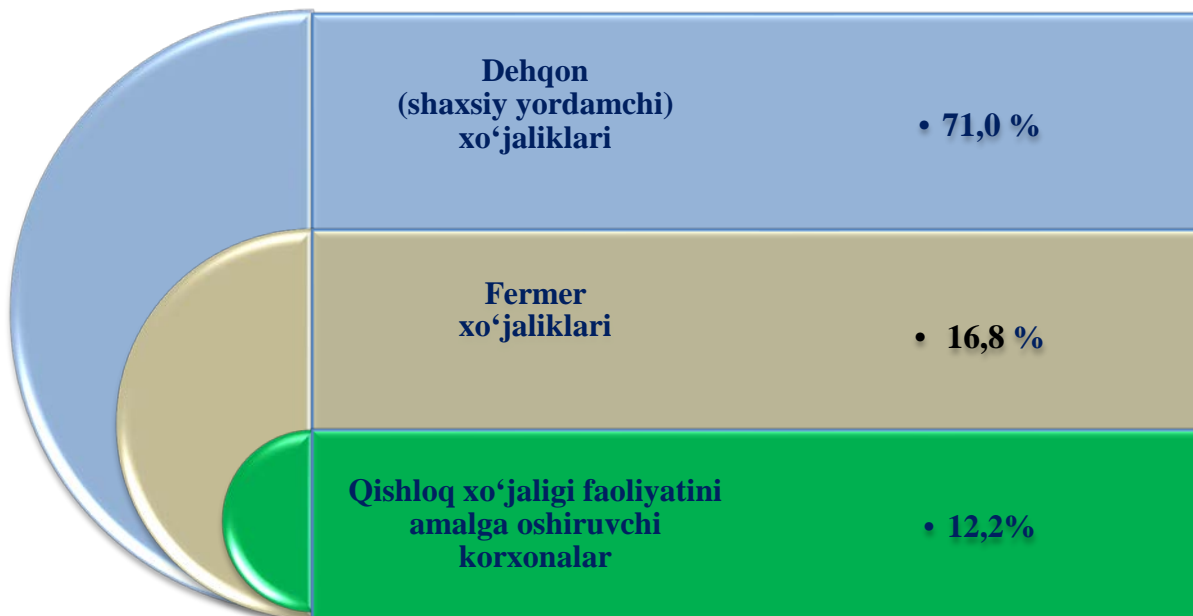 Dehqon
(shaxsiy yordamchi)
xo‘jaliklari
• 71,0 %
Fermer
xo‘jaliklari
• 16,8 %
Qishloq xo‘jaligi faoliyatini
amalga oshiruvchi
korxonalar
• 12,2%